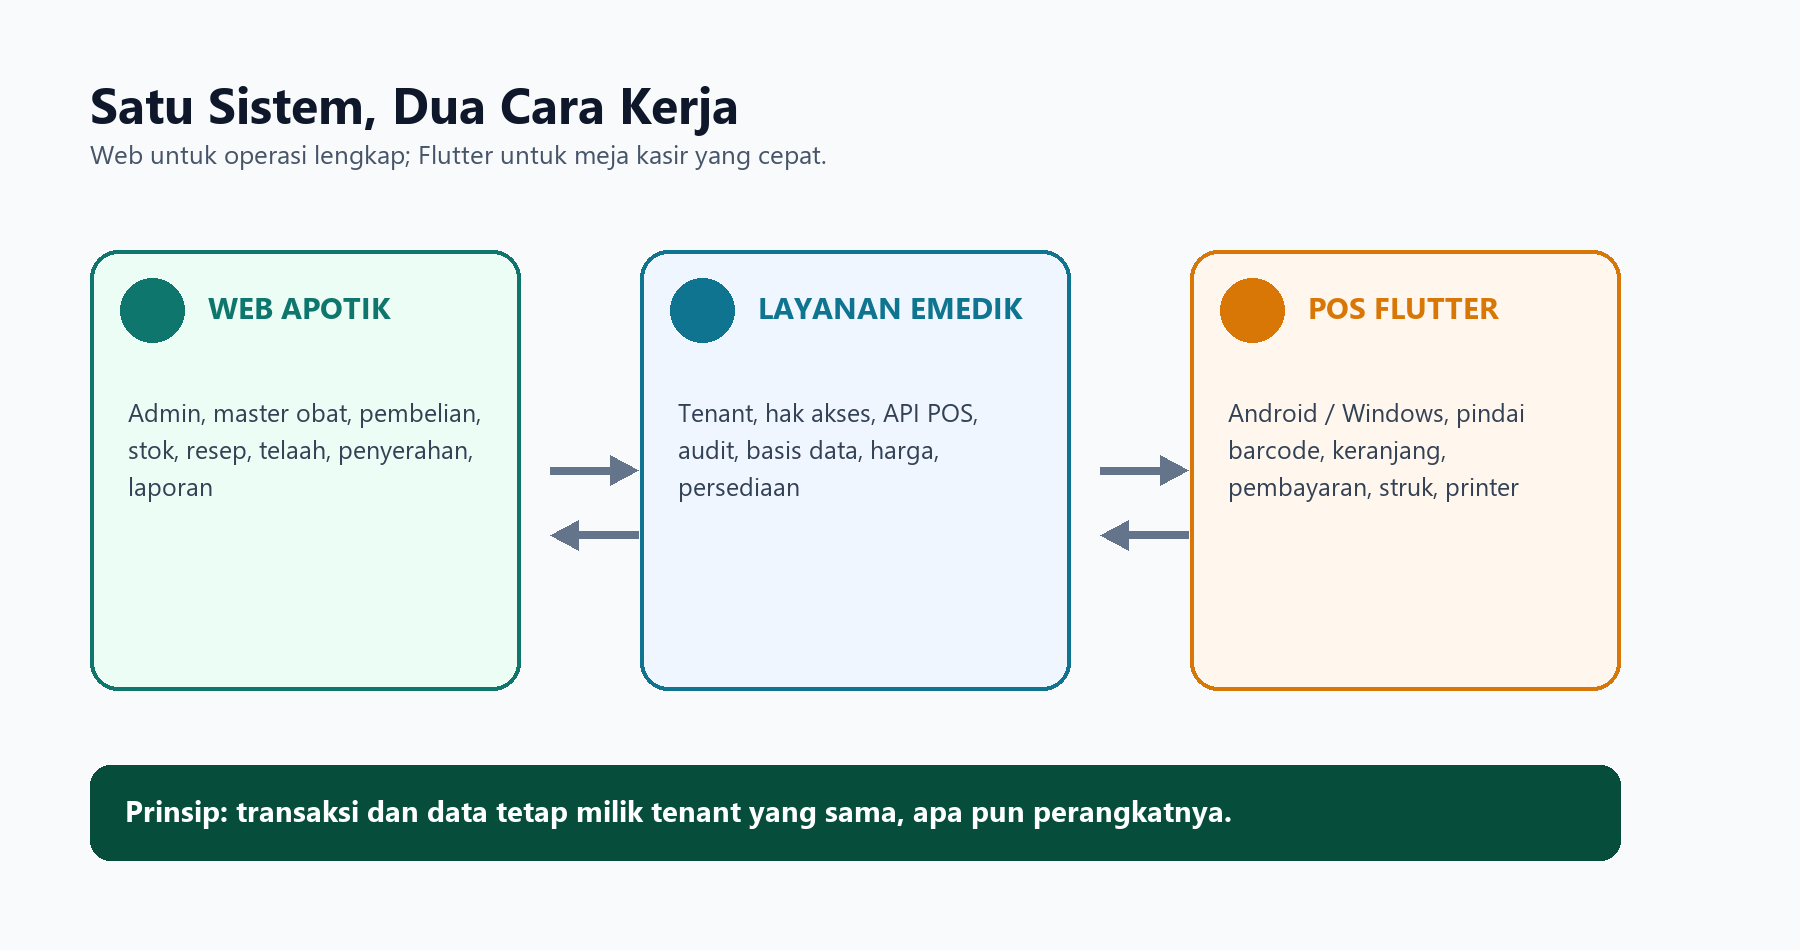 Satu Sistem, Dua Cara Kerja
Web untuk operasi lengkap; Flutter untuk meja kasir yang cepat.
WEB APOTIK
Admin, master obat, pembelian,
stok, resep, telaah, penyerahan,
laporan
LAYANAN EMEDIK
Tenant, hak akses, API POS,
audit, basis data, harga,
persediaan
POS FLUTTER
Android / Windows, pindai
barcode, keranjang,
pembayaran, struk, printer
Prinsip: transaksi dan data tetap milik tenant yang sama, apa pun perangkatnya.